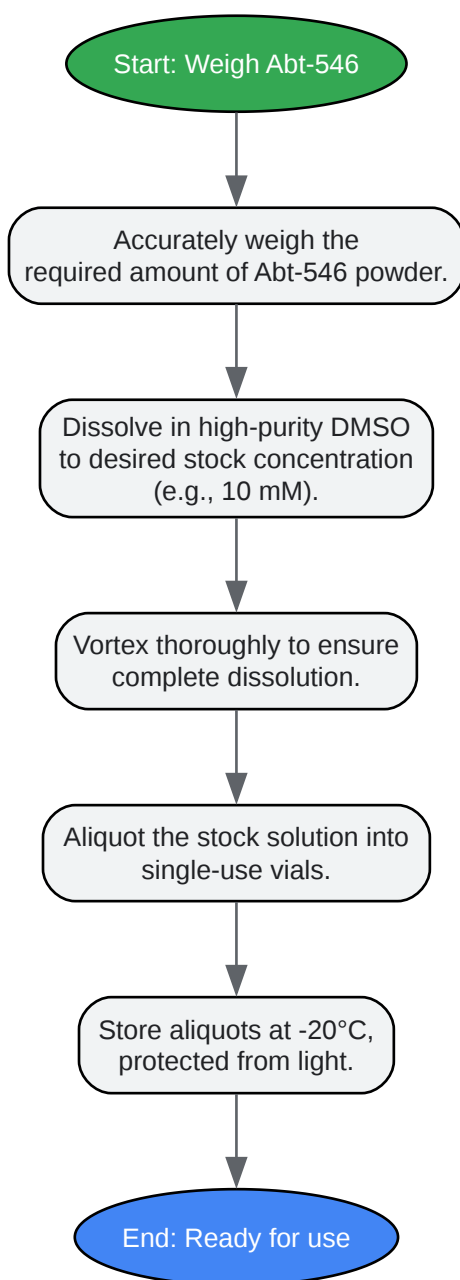 Start: Weigh Abt-546
Accurately weigh the
required amount of Abt-546 powder.
Dissolve in high-purity DMSO
to desired stock concentration
(e.g., 10 mM).
Vortex thoroughly to ensure
complete dissolution.
Aliquot the stock solution into
single-use vials.
Store aliquots at -20°C,
protected from light.
End: Ready for use